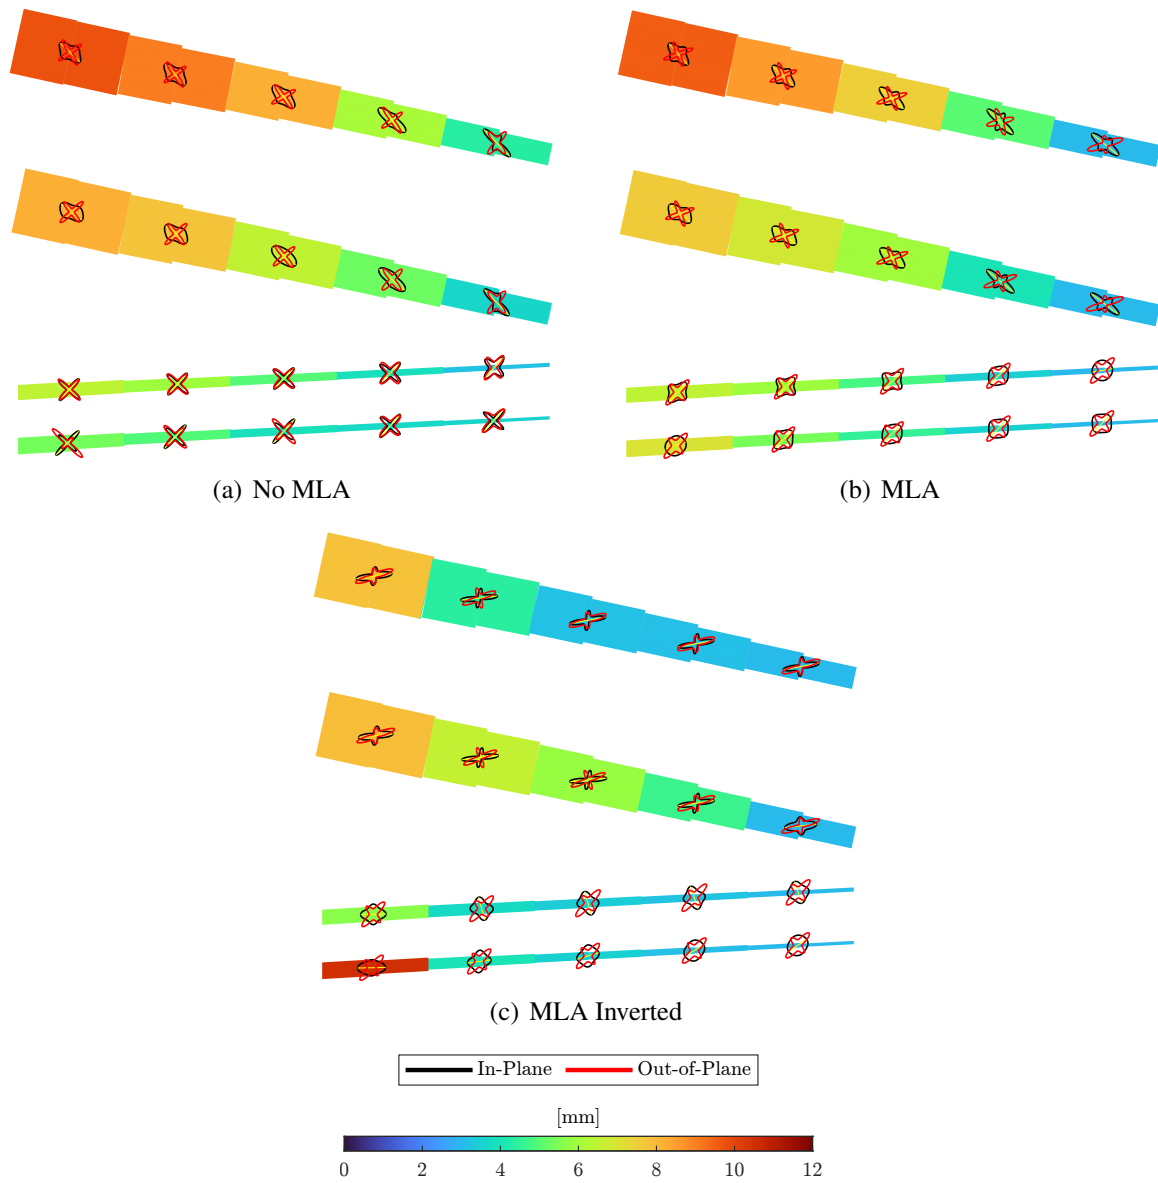 (a) No MLA
(b) MLA
(c) MLA Inverted
In-Plane Out-of-Plane
[mm]
0 2 4 6 8 10 12